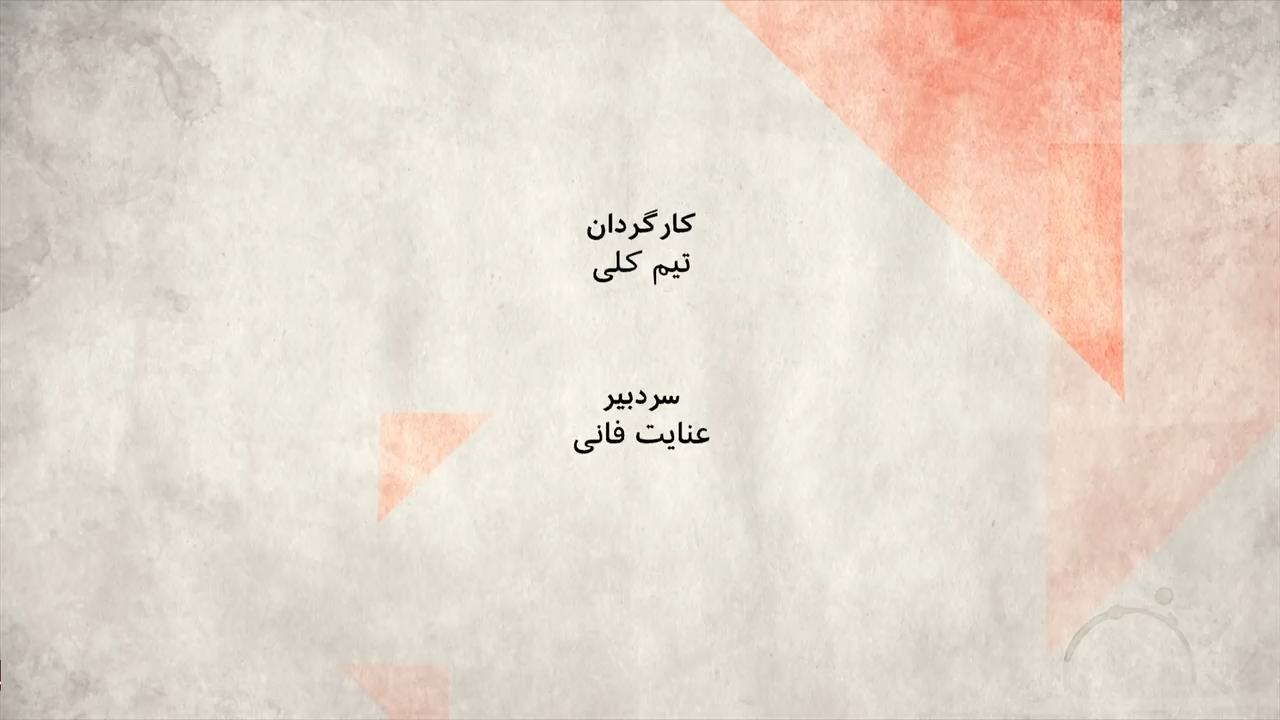 کارگردان
تیم کلی
سردبیر
عنایت فانی